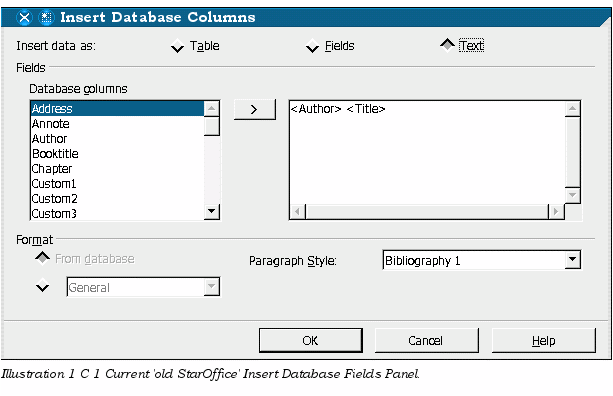 Insert Database Columns
Insert data as: Table Fields Text
Fields
Database columns
Address
Annote
Author
Booktitle
Chapter
Custom1
Custom2
Custom3
>
<Author> <Title>
Format
From database
General
Paragraph Style: Bibliography 1
OK Cancel Help
Illustration 1 C 1 Current 'old StarOffice' Insert Database Fields Panel.